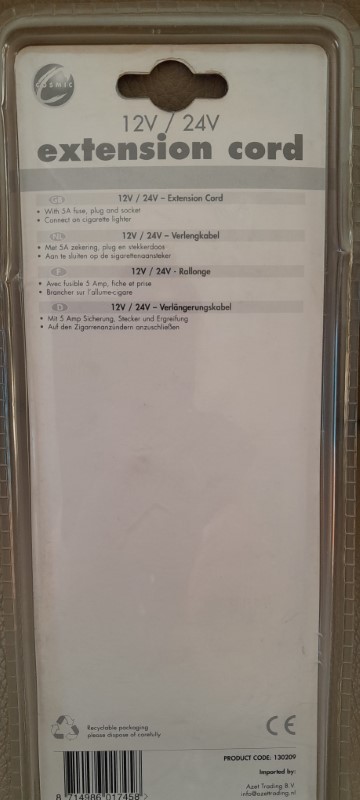 COSMIC
12V / 24V
extension cord
GB 12V / 24V – Extension Cord
• With 5A fuse, plug and socket
• Connect on cigarette lighter
NL 12V / 24V – Verlengkabel
• Met 5A zekering, plug en stekkerdoos
• Aan te sluiten op de sigarettenaansteker
F 12V / 24V - Rallonge
• Avec fusible 5 Amp, fiche et prise
• Brancher sur l'allume-cigare
D 12V / 24V – Verlängerungskabel
• Mit 5 Amp Sicherung, Stecker und Ergreifung
• Auf den Zigarrenanzündern anzuschließen
Recyclable packaging
please dispose of carefully
CE
PRODUCT CODE: 130209
Imported by:
Azet Trading B.V.
info@azettrading.nl
8 714986 017458 >